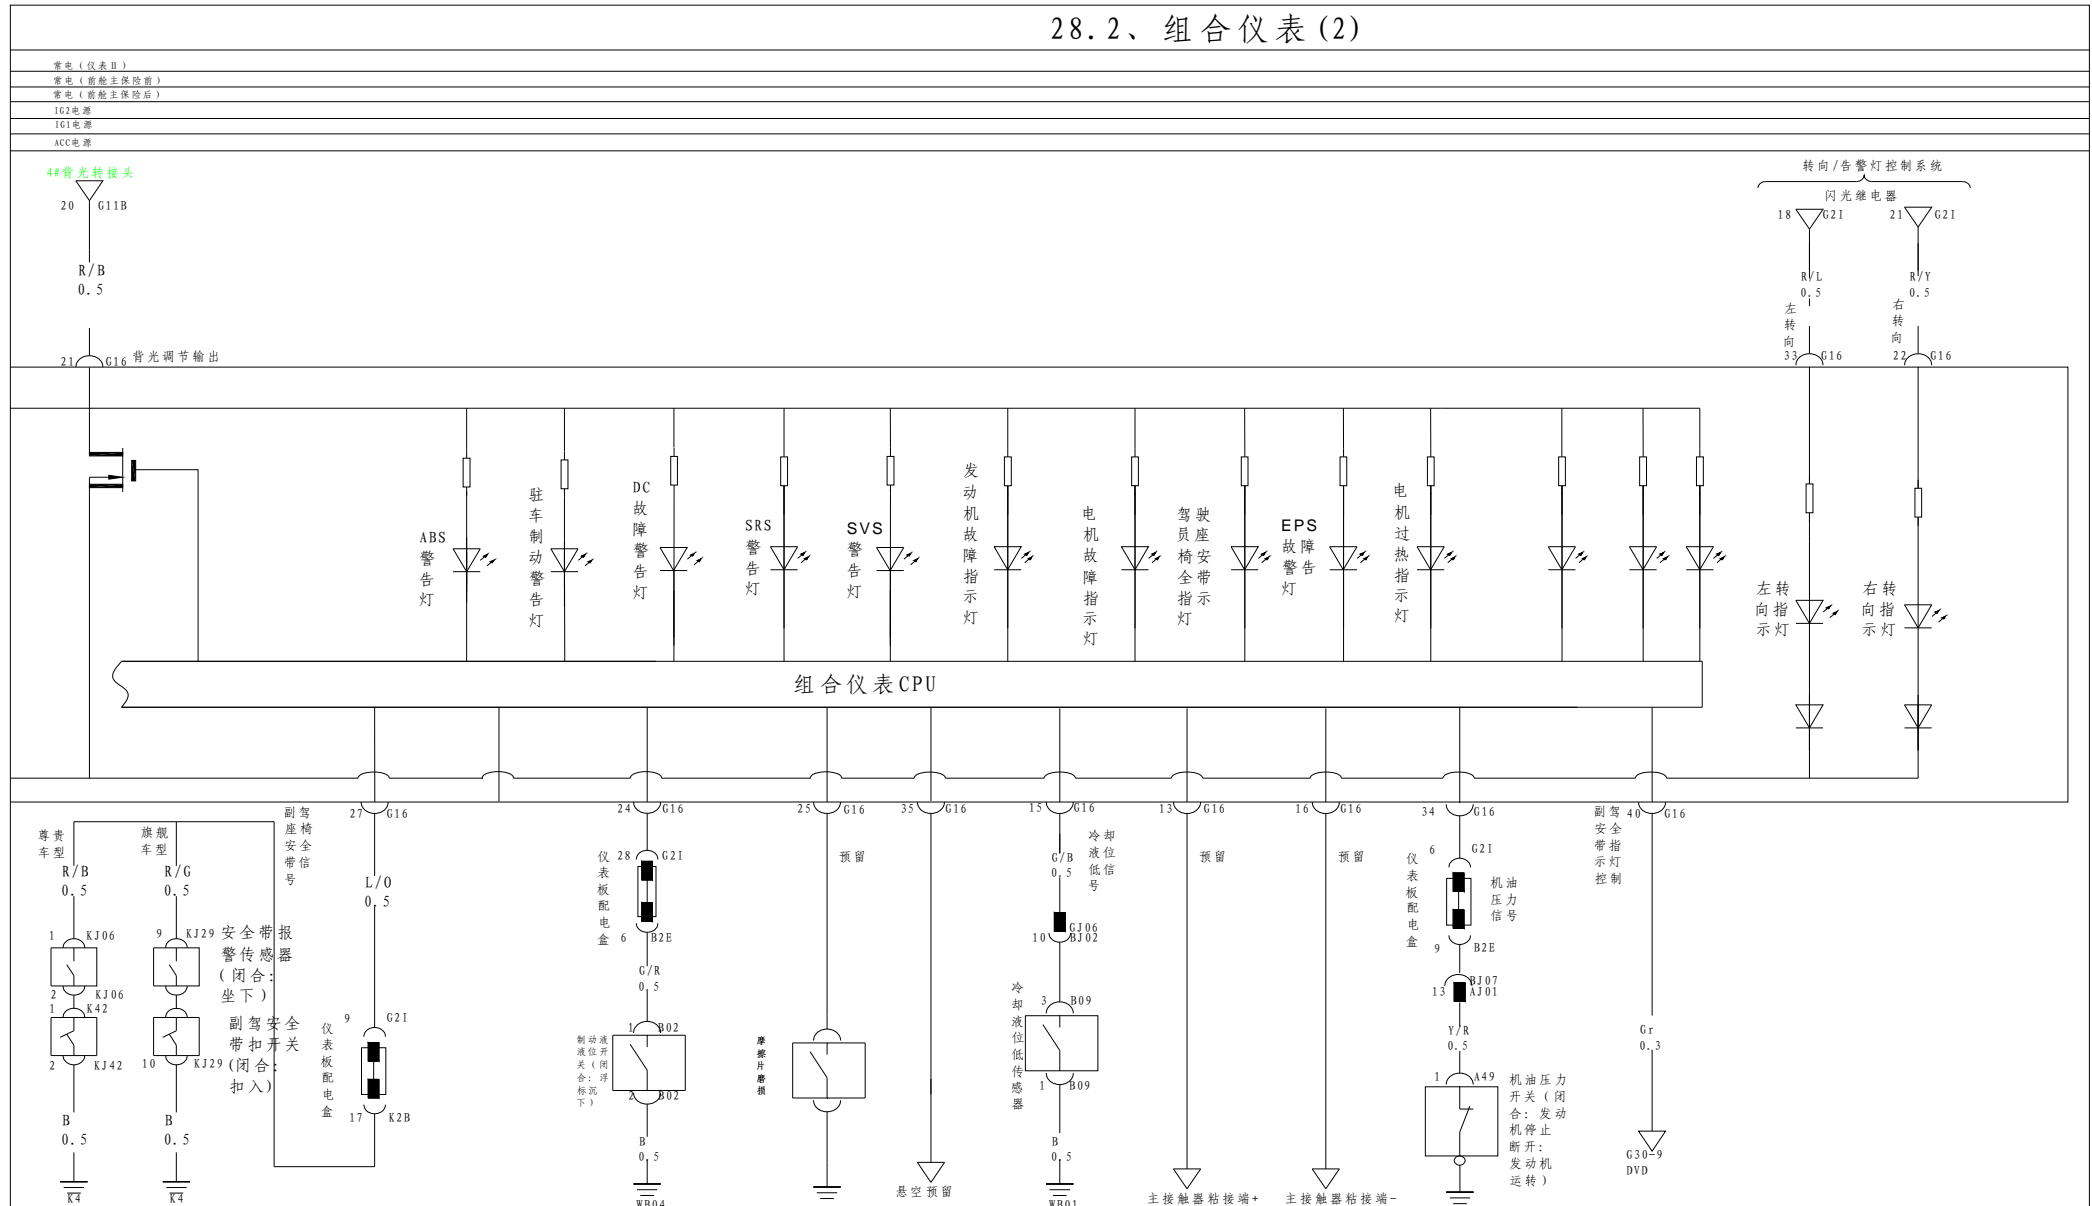 28.2、组合仪表(2)
常电(仪表Ⅱ)
常电(前舱主保险前)
常电(前舱主保险后)
IG2电源
IG1电源
ACC电源
4#背光转接头
20 G11B
R/B
0.5
21 G16 背光调节输出
转向/告警灯控制系统
闪光继电器
18 G2I
21 G2I
R/L
0.5
R/Y
0.5
左转向
右转向
33 G16
22 G16
ABS警告灯
驻车制动警告灯
DC故障警告灯
SRS警告灯
SVS警告灯
发动机故障指示灯
电机故障指示灯
驾驶员座椅安全带指示灯
EPS故障警告灯
电机过热指示灯
左转向指示灯
右转向指示灯
组合仪表CPU
副驾座椅安全带信号
27 G16
24 G16
25 G16
35 G16
15 G16
13 G16
16 G16
34 G16
副驾安全带指示灯控制
40 G16
尊贵车型
旗舰车型
R/B
0.5
R/G
0.5
L/O
0.5
1 KJ06
9 KJ29
安全带报
警传感器
(闭合:
坐下)
2 KJ06
1 K42
副驾安全
带扣开关
(闭合:
扣入)
2 KJ42
10 KJ29
B
0.5
B
0.5
K4
K4
仪表板配电盒
9 G2I
17 K2B
仪表板配电盒
28 G2I
6 B2E
G/R
0.5
制动液
液位开
关(闭
合:浮
标沉
下)
1 B02
2 B02
B
0.5
WB04
预留
摩擦片磨损
悬空预留
G/B
0.5
冷却液位低信号
GJ06
10 BJ02
冷却液位低传感器
3 B09
1 B09
B
0.5
WB01
预留
主接触器粘接端+
预留
主接触器粘接端-
仪表板配电盒
6 G2I
机油
压力
信号
9 B2E
BJ07
13 AJ01
Y/R
0.5
1 A49
机油压力
开关(闭
合:发动
机停止
断开:
发动机
运转)
Gr
0.3
G30-9
DVD